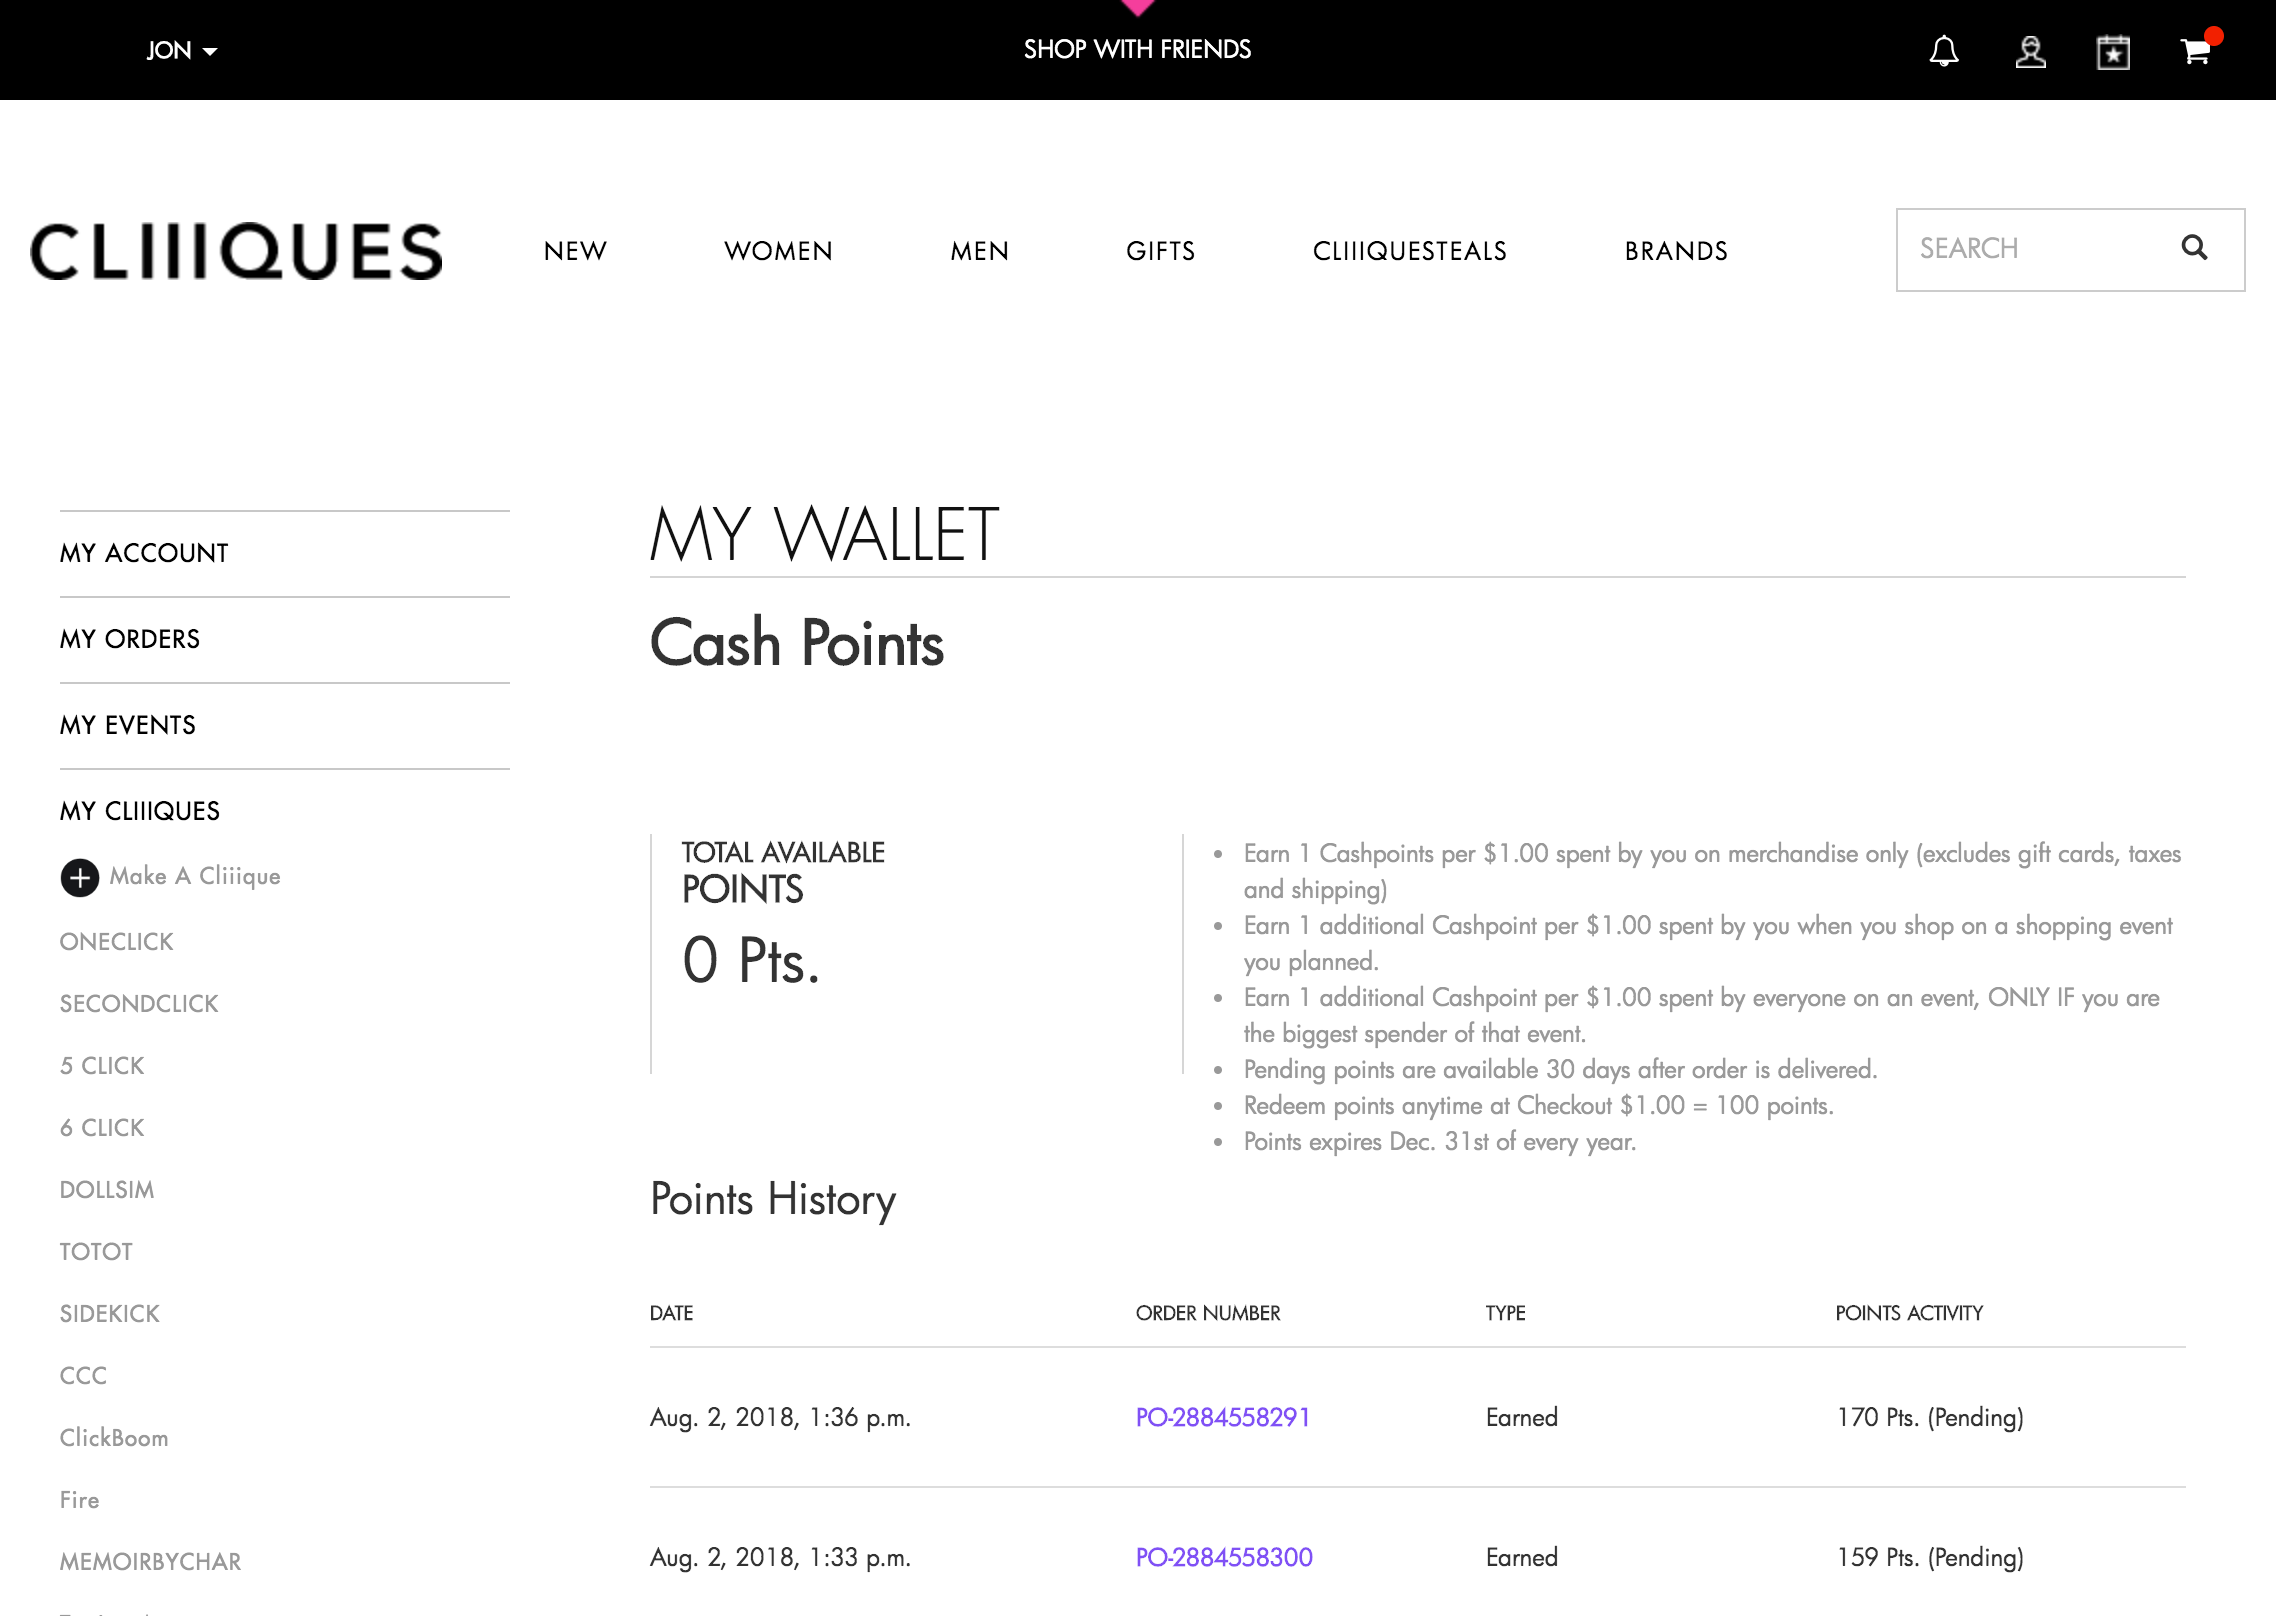 JON
SHOP WITH FRIENDS
CLIIIQUES
NEW
WOMEN
MEN
GIFTS
CLIIIQUESTEALS
BRANDS
SEARCH
MY ACCOUNT
MY ORDERS
MY EVENTS
MY CLIIIQUES
Make A Cliiique
ONECLICK
SECONDCLICK
5 CLICK
6 CLICK
DOLLSIM
TOTOT
SIDEKICK
CCC
ClickBoom
Fire
MEMOIRBYCHAR
MY WALLET
Cash Points
TOTAL AVAILABLE
POINTS
0 Pts.
Earn 1 Cashpoints per $1.00 spent by you on merchandise only (excludes gift cards, taxes
and shipping)
Earn 1 additional Cashpoint per $1.00 spent by you when you shop on a shopping event
you planned.
Earn 1 additional Cashpoint per $1.00 spent by everyone on an event, ONLY IF you are
the biggest spender of that event.
Pending points are available 30 days after order is delivered.
Redeem points anytime at Checkout $1.00 = 100 points.
Points expires Dec. 31st of every year.
Points History
DATE ORDER NUMBER TYPE POINTS ACTIVITY
Aug. 2, 2018, 1:36 p.m. PO-2884558291 Earned 170 Pts. (Pending)
Aug. 2, 2018, 1:33 p.m. PO-2884558300 Earned 159 Pts. (Pending)